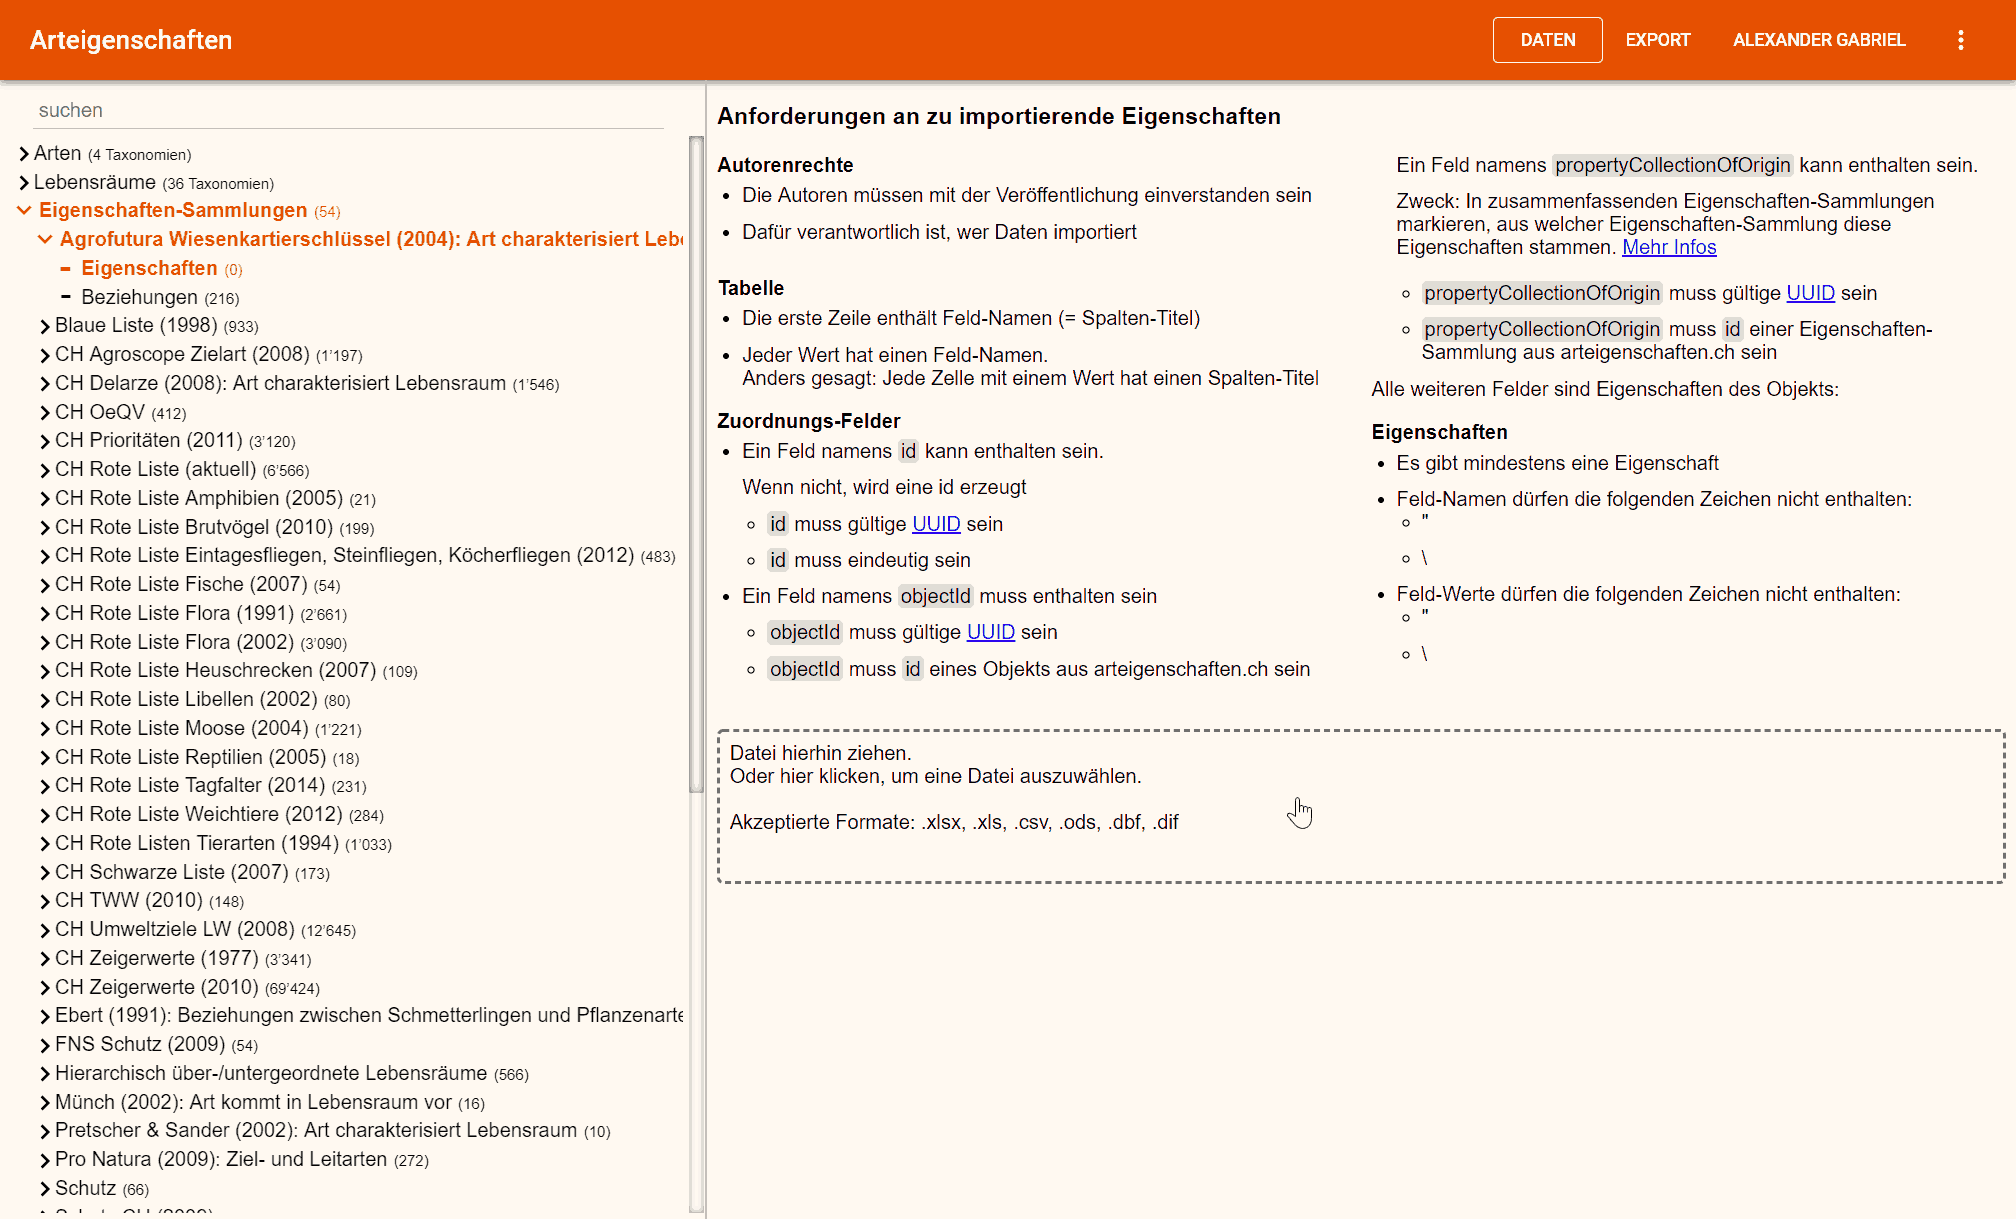 Arteigenschaften
DATEN
EXPORT
ALEXANDER GABRIEL
suchen
Arten (4 Taxonomien)
Lebensräume (36 Taxonomien)
Eigenschaften-Sammlungen (54)
Agrofutura Wiesenkartierschlüssel (2004): Art charakterisiert Leb
Eigenschaften (0)
Beziehungen (216)
Blaue Liste (1998) (933)
CH Agroscope Zielart (2008) (1'197)
CH Delarze (2008): Art charakterisiert Lebensraum (1'546)
CH OeQV (412)
CH Prioritäten (2011) (3'120)
CH Rote Liste (aktuell) (6'566)
CH Rote Liste Amphibien (2005) (21)
CH Rote Liste Brutvögel (2010) (199)
CH Rote Liste Eintagesfliegen, Steinfliegen, Köcherfliegen (2012) (483)
CH Rote Liste Fische (2007) (54)
CH Rote Liste Flora (1991) (2'661)
CH Rote Liste Flora (2002) (3'090)
CH Rote Liste Heuschrecken (2007) (109)
CH Rote Liste Libellen (2002) (80)
CH Rote Liste Moose (2004) (1'221)
CH Rote Liste Reptilien (2005) (18)
CH Rote Liste Tagfalter (2014) (231)
CH Rote Liste Weichtiere (2012) (284)
CH Rote Listen Tierarten (1994) (1'033)
CH Schwarze Liste (2007) (173)
CH TWW (2010) (148)
CH Umweltziele LW (2008) (12'645)
CH Zeigerwerte (1977) (3'341)
CH Zeigerwerte (2010) (69'424)
Ebert (1991): Beziehungen zwischen Schmetterlingen und Pflanzenarte
FNS Schutz (2009) (54)
Hierarchisch über-/untergeordnete Lebensräume (566)
Münch (2002): Art kommt in Lebensraum vor (16)
Pretscher & Sander (2002): Art charakterisiert Lebensraum (10)
Pro Natura (2009): Ziel- und Leitarten (272)
Schutz (66)
Anforderungen an zu importierende Eigenschaften
Autorenrechte
• Die Autoren müssen mit der Veröffentlichung einverstanden sein
• Dafür verantwortlich ist, wer Daten importiert
Tabelle
• Die erste Zeile enthält Feld-Namen (= Spalten-Titel)
• Jeder Wert hat einen Feld-Namen.
Anders gesagt: Jede Zelle mit einem Wert hat einen Spalten-Titel
Zuordnungs-Felder
• Ein Feld namens id kann enthalten sein.
Wenn nicht, wird eine id erzeugt
◦ id muss gültige UUID sein
◦ id muss eindeutig sein
• Ein Feld namens objectId muss enthalten sein
◦ objectId muss gültige UUID sein
◦ objectId muss id eines Objekts aus arteigenschaften.ch sein
Ein Feld namens propertyCollectionOfOrigin kann enthalten sein.
Zweck: In zusammenfassenden Eigenschaften-Sammlungen
markieren, aus welcher Eigenschaften-Sammlung diese
Eigenschaften stammen. Mehr Infos
◦ propertyCollectionOfOrigin muss gültige UUID sein
◦ propertyCollectionOfOrigin muss id einer Eigenschaften-
Sammlung aus arteigenschaften.ch sein
Alle weiteren Felder sind Eigenschaften des Objekts:
Eigenschaften
• Es gibt mindestens eine Eigenschaft
• Feld-Namen dürfen die folgenden Zeichen nicht enthalten:
◦ "
◦ \
• Feld-Werte dürfen die folgenden Zeichen nicht enthalten:
◦ "
◦ \
Datei hierhin ziehen.
Oder hier klicken, um eine Datei auszuwählen.
Akzeptierte Formate: .xlsx, .xls, .csv, .ods, .dbf, .dif